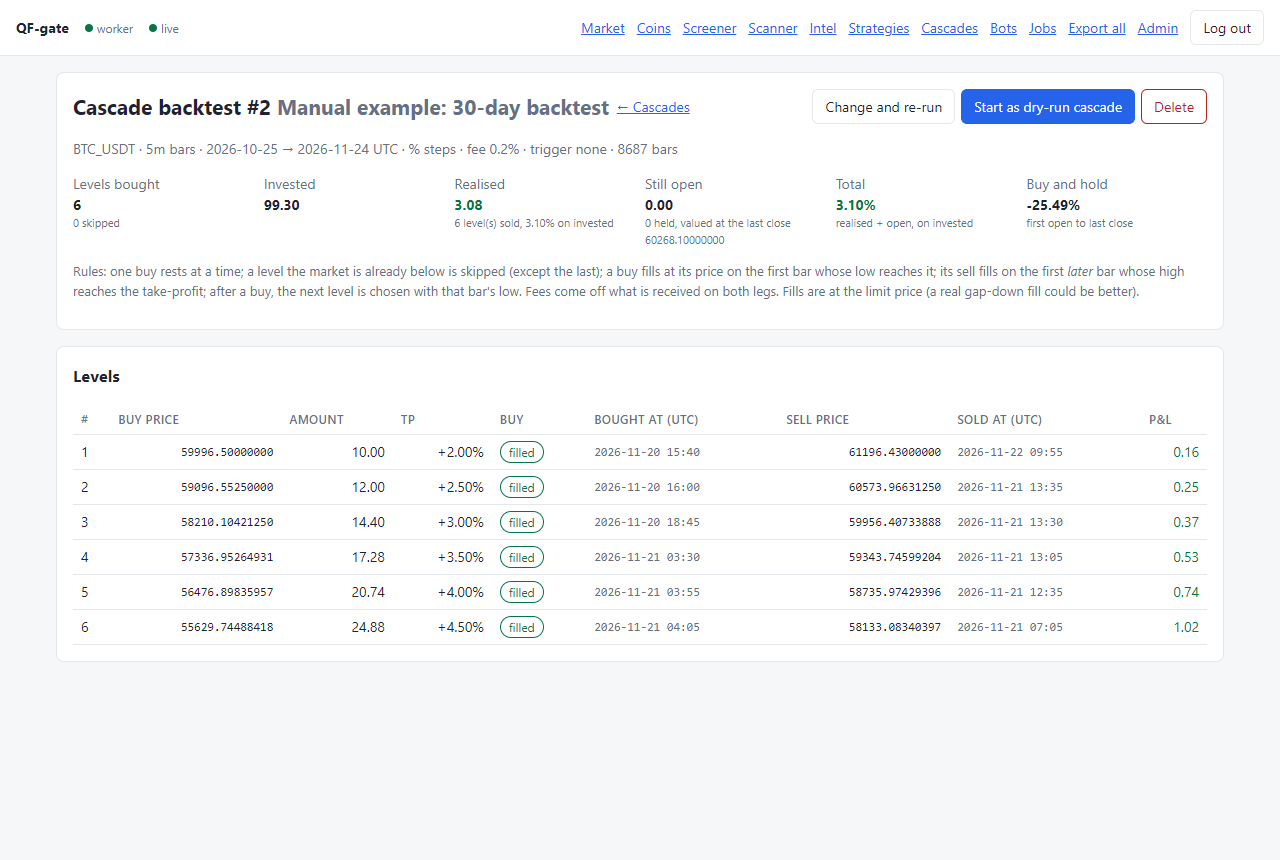 QF-gate worker live Market Coins Screener Scanner Intel Strategies Cascades Bots Jobs Export all Admin Log out
Cascade backtest #2 Manual example: 30-day backtest ← Cascades Change and re-run Start as dry-run cascade Delete
BTC_USDT · 5m bars · 2026-10-25 → 2026-11-24 UTC · % steps · fee 0.2% · trigger none · 8687 bars
Levels bought Invested Realised Still open Total Buy and hold
6 99.30 3.08 0.00 3.10% -25.49%
0 skipped 6 level(s) sold, 3.10% on invested 0 held, valued at the last close realised + open, on invested first open to last close
60268.10000000
Rules: one buy rests at a time; a level the market is already below is skipped (except the last); a buy fills at its price on the first bar whose low reaches it; its sell fills on the first later bar whose high
reaches the take-profit; after a buy, the next level is chosen with that bar's low. Fees come off what is received on both legs. Fills are at the limit price (a real gap-down fill could be better).
Levels
# BUY PRICE AMOUNT TP BUY BOUGHT AT (UTC) SELL PRICE SOLD AT (UTC) P&L
1 59996.50000000 10.00 +2.00% filled 2026-11-20 15:40 61196.43000000 2026-11-22 09:55 0.16
2 59096.55250000 12.00 +2.50% filled 2026-11-20 16:00 60573.96631250 2026-11-21 13:35 0.25
3 58210.10421250 14.40 +3.00% filled 2026-11-20 18:45 59956.40733888 2026-11-21 13:30 0.37
4 57336.95264931 17.28 +3.50% filled 2026-11-21 03:30 59343.74599204 2026-11-21 13:05 0.53
5 56476.89835957 20.74 +4.00% filled 2026-11-21 03:55 58735.97429396 2026-11-21 12:35 0.74
6 55629.74488418 24.88 +4.50% filled 2026-11-21 04:05 58133.08340397 2026-11-21 07:05 1.02